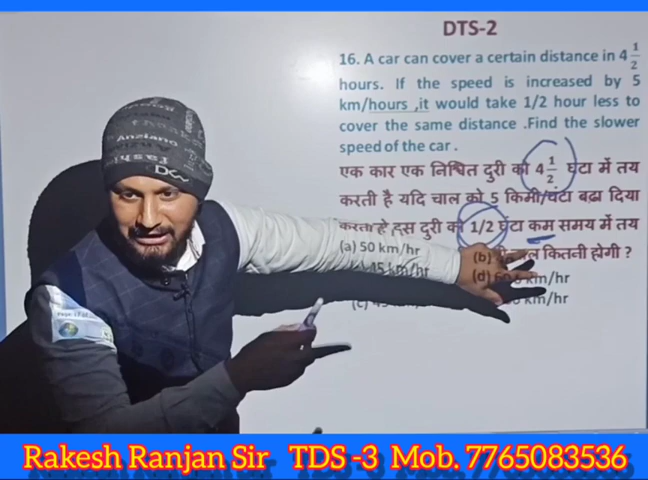 DTS-2
16. A car can cover a certain distance in 4 1/2
hours. If the speed is increased by 5
km/hours ,it would take 1/2 hour less to
cover the same distance .Find the slower
speed of the car .
एक कार एक निश्चित दुरी को 4 1/2 घंटा में तय
करती है यदि चाल को 5 किमी/घंटा बढ़ा दिया
1/2 घंटा कम समय में तय
कितनी होगी ?
(a) 50 km/hr (b)
(d) km/hr
(c) km/hr
Rakesh Ranjan Sir TDS -3 Mob. 7765083536